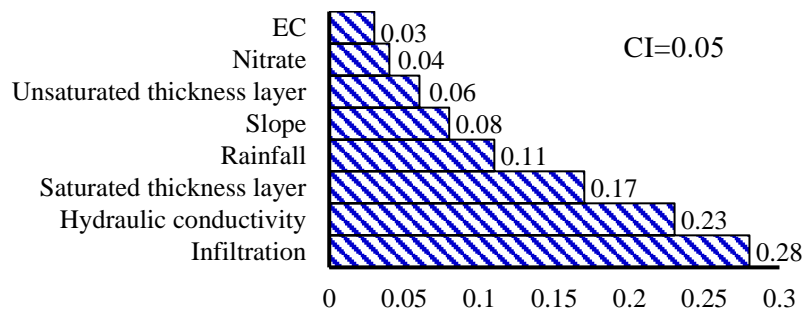 EC 0.03
CI=0.05
Nitrate 0.04
Unsaturated thickness layer 0.06
Slope 0.08
Rainfall 0.11
Saturated thickness layer 0.17
Hydraulic conductivity 0.23
Infiltration 0.28
0 0.05 0.1 0.15 0.2 0.25 0.3